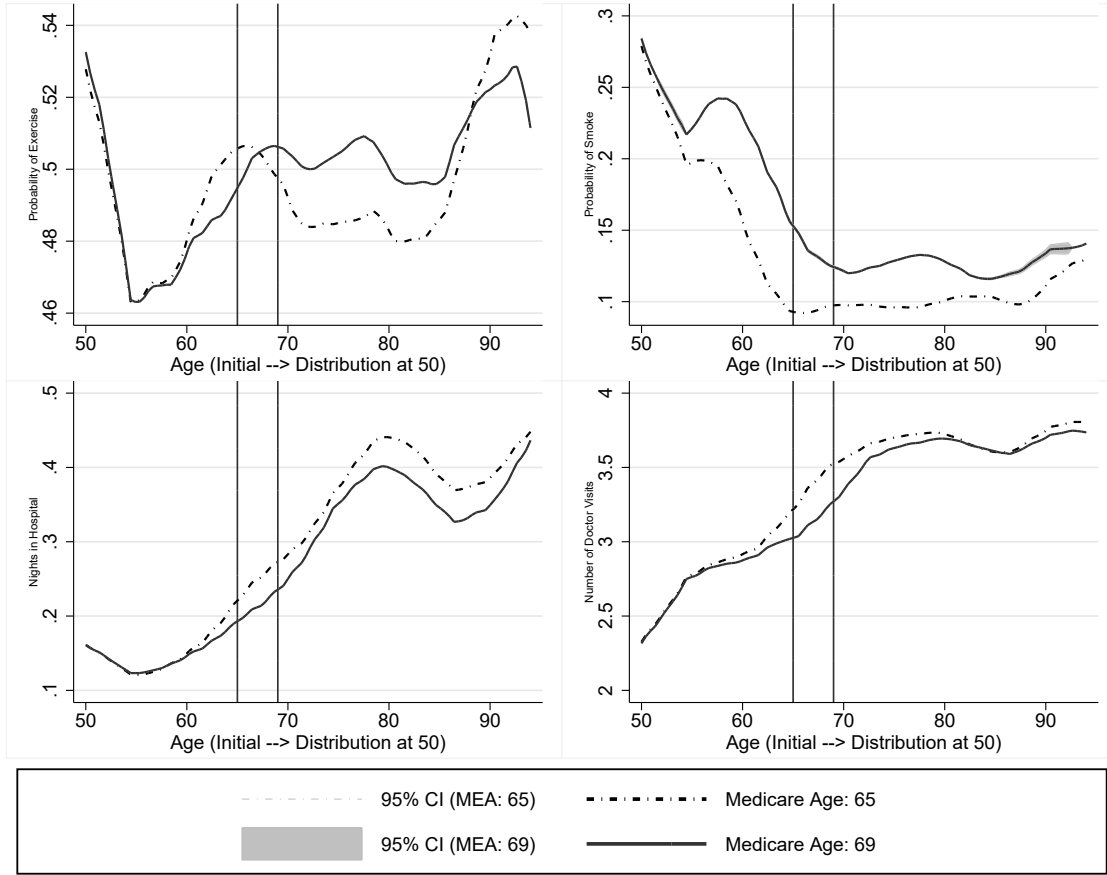 Probability of Exercise
.54
.52
.5
.48
.46
50 60 70 80 90
Age (Initial --> Distribution at 50)
Probability of Smoke
.3
.25
.2
.15
.1
50 60 70 80 90
Age (Initial --> Distribution at 50)
Nights in Hospital
.5
.4
.3
.2
.1
50 60 70 80 90
Age (Initial --> Distribution at 50)
Number of Doctor Visits
4
3.5
3
2.5
2
50 60 70 80 90
Age (Initial --> Distribution at 50)
95% CI (MEA: 65) Medicare Age: 65
95% CI (MEA: 69) Medicare Age: 69